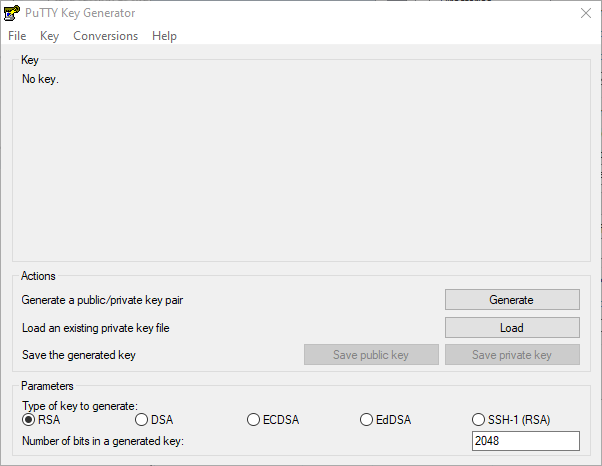 PuTTY Key Generator
File Key Conversions Help
Key
No key.
Actions
Generate a public/private key pair Generate
Load an existing private key file Load
Save the generated key Save public key Save private key
Parameters
Type of key to generate:
RSA DSA ECDSA EdDSA SSH-1 (RSA)
Number of bits in a generated key: 2048